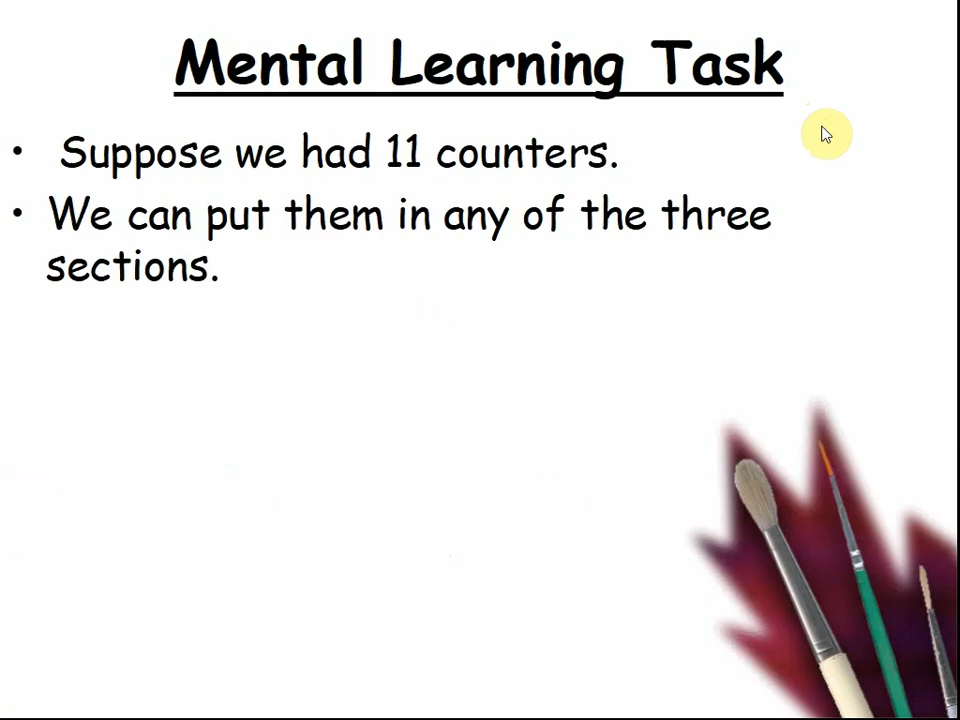 Mental Learning Task
• Suppose we had 11 counters.
• We can put them in any of the three
sections.